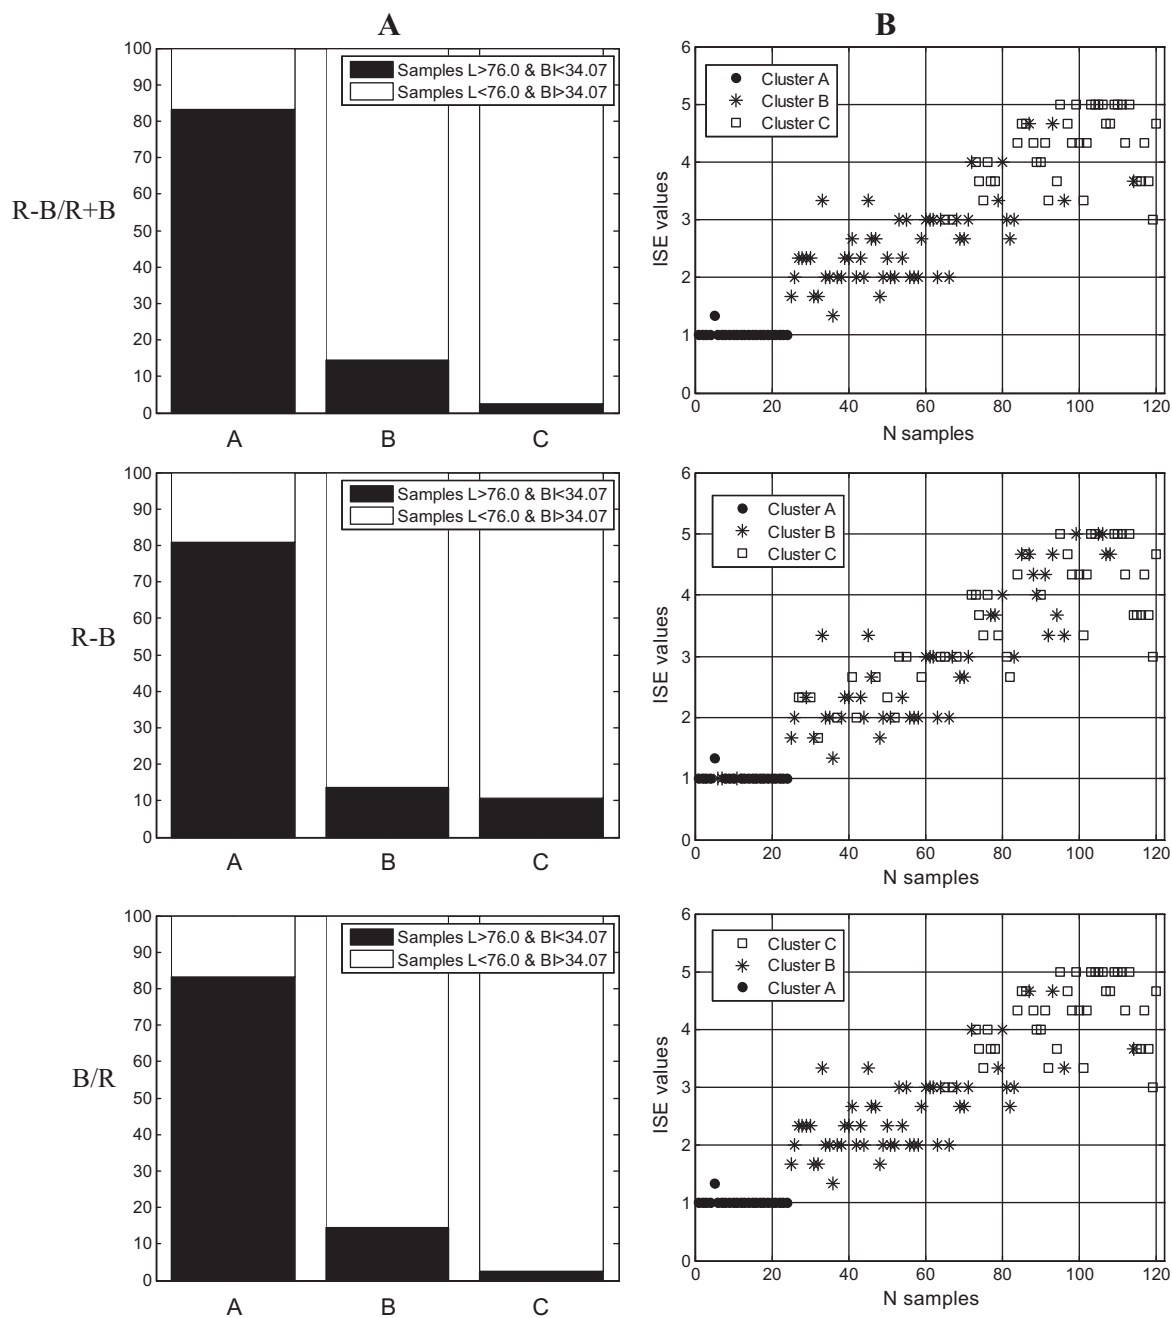 A
B
R-B/R+B
100
90
80
70
60
50
40
30
20
10
0
Samples L>76.0 & BI<34.07
Samples L<76.0 & BI>34.07
A B C
ISE values
6
5
4
3
2
1
0
Cluster A
Cluster B
Cluster C
0 20 40 60 80 100 120
N samples
R-B
100
90
80
70
60
50
40
30
20
10
0
Samples L>76.0 & BI<34.07
Samples L<76.0 & BI>34.07
A B C
ISE values
6
5
4
3
2
1
0
Cluster A
Cluster B
Cluster C
0 20 40 60 80 100 120
N samples
B/R
100
90
80
70
60
50
40
30
20
10
0
Samples L>76.0 & BI<34.07
Samples L<76.0 & BI>34.07
A B C
ISE values
6
5
4
3
2
1
0
Cluster C
Cluster B
Cluster A
0 20 40 60 80 100 120
N samples